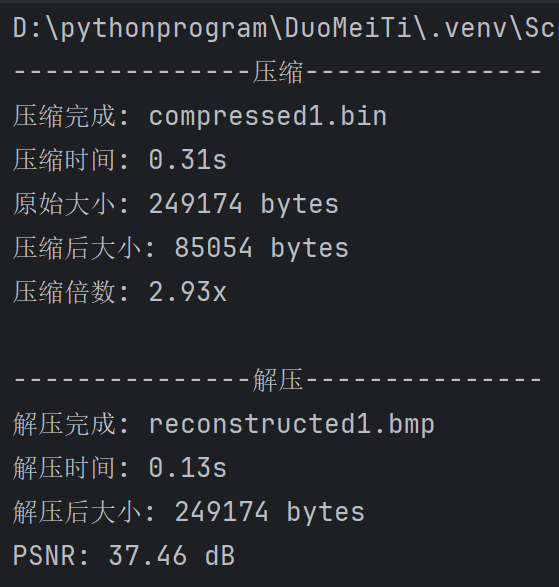 D:\pythonprogram\DuoMeiTi\.venv\Sc
---------------压缩---------------
压缩完成: compressed1.bin
压缩时间: 0.31s
原始大小: 249174 bytes
压缩后大小: 85054 bytes
压缩倍数: 2.93x
---------------解压---------------
解压完成: reconstructed1.bmp
解压时间: 0.13s
解压后大小: 249174 bytes
PSNR: 37.46 dB